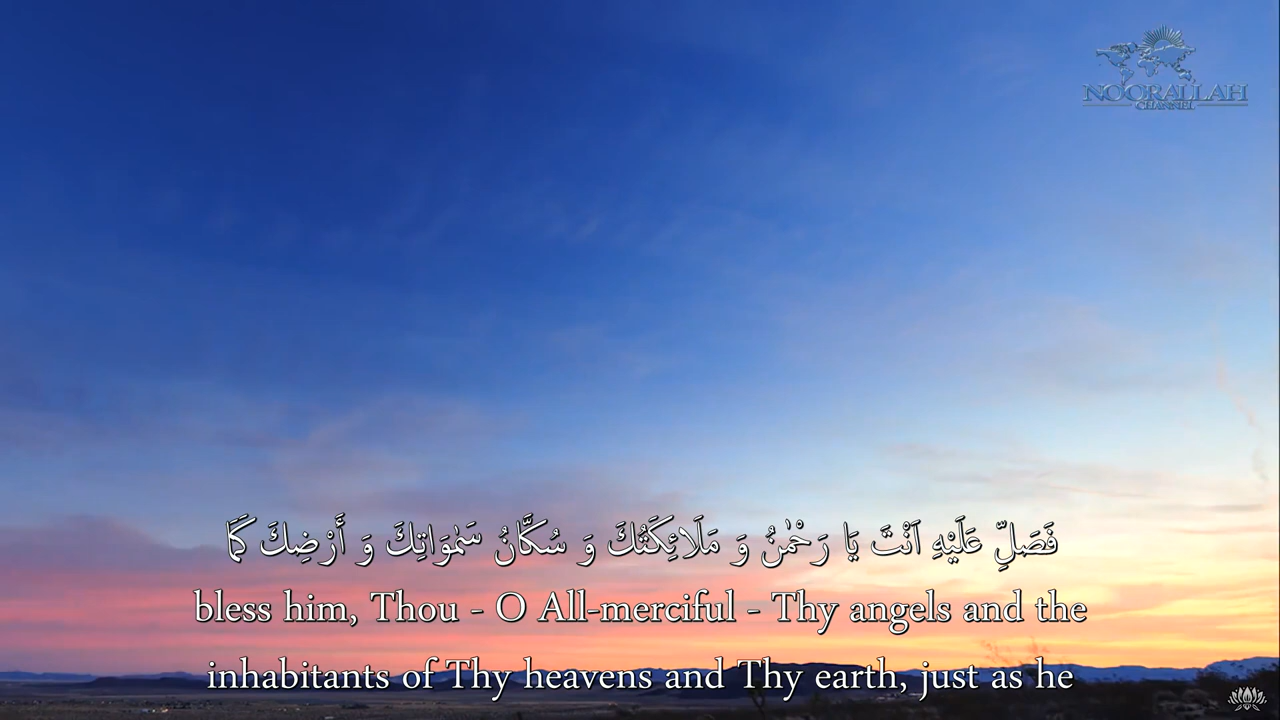 NOORALLAH
CHANNEL
فَصَلِّ عَلَيْهِ اَنْتَ يَا رَحْمٰنُ وَ مَلَائِكَتُكَ وَ سُكَّانُ سَمٰوَاتِكَ وَ أَرْضِكَ كَمَا
bless him, Thou - O All-merciful - Thy angels and the
inhabitants of Thy heavens and Thy earth, just as he